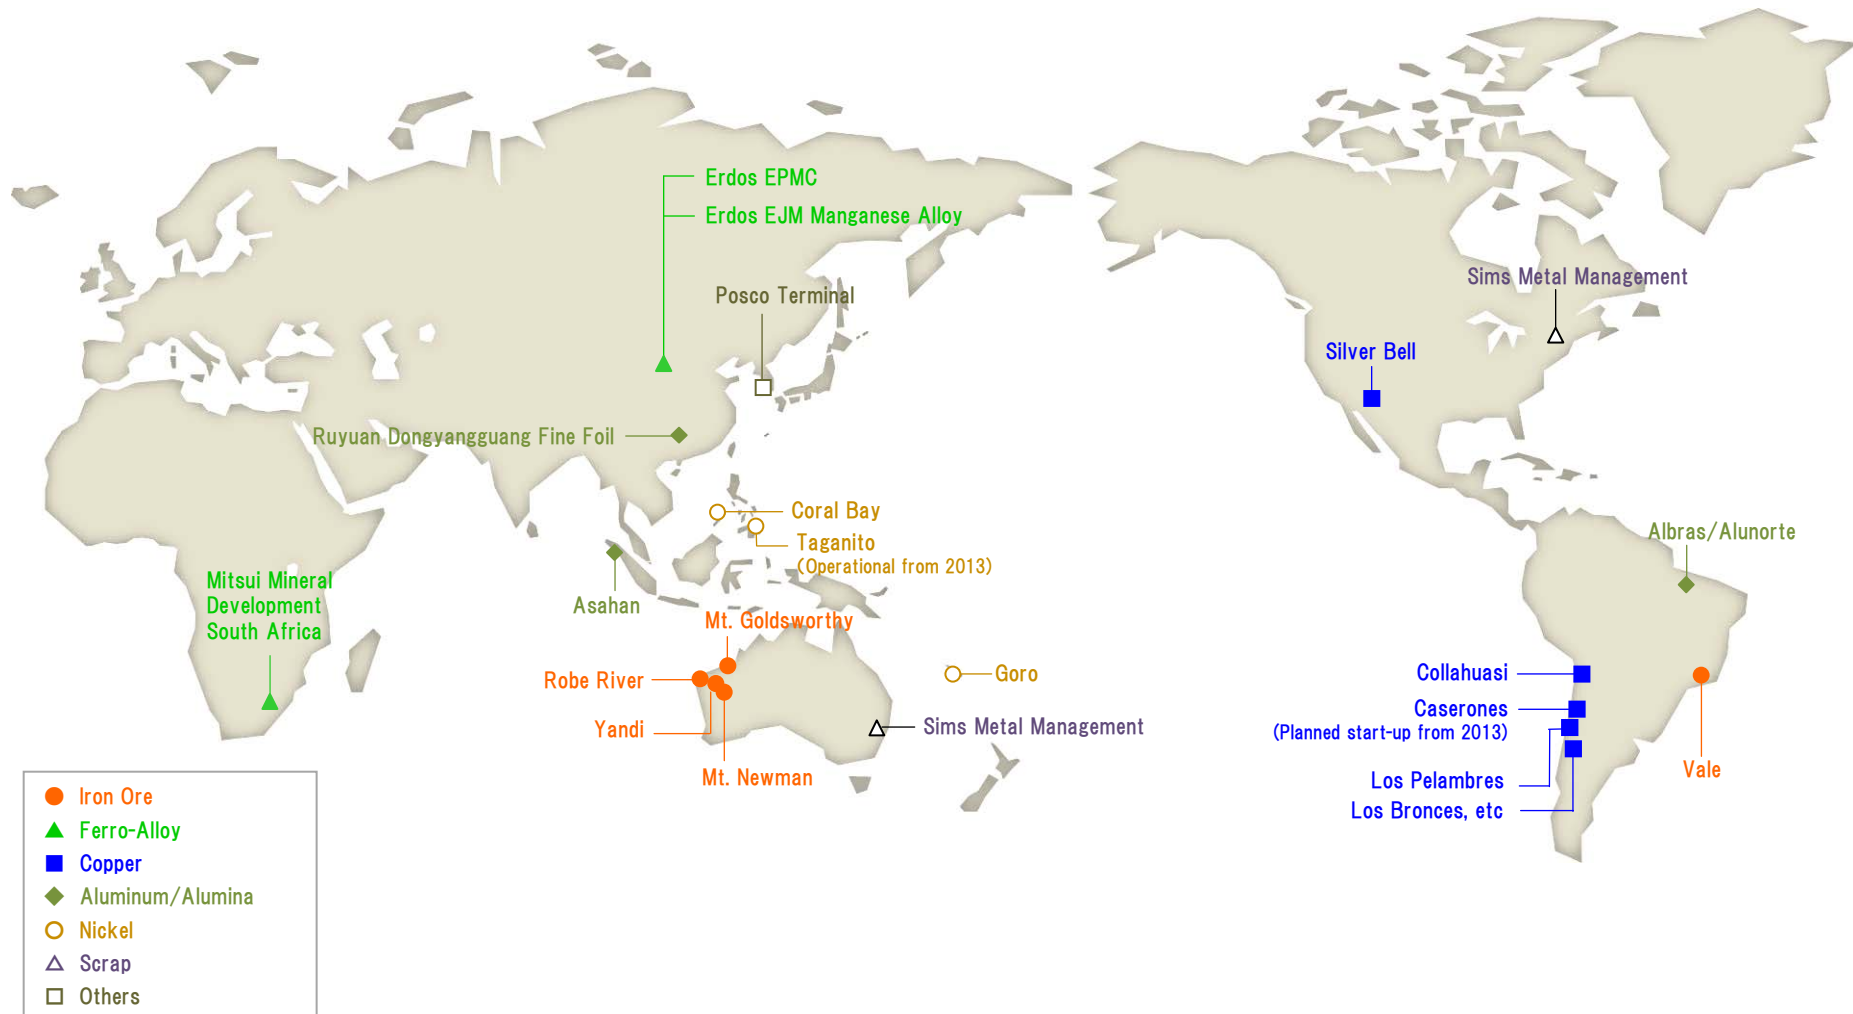 Erdos EPMC
Erdos EJM Manganese Alloy
Posco Terminal
Sims Metal Management
Silver Bell
Ruyuan Dongyangguang Fine Foil
Coral Bay
Taganito
(Operational from 2013)
Albras/Alunorte
Mitsui Mineral
Development
South Africa
Asahan
Mt. Goldsworthy
Robe River
Goro
Collahuasi
Caserones
(Planned start-up from 2013)
Yandi
Sims Metal Management
Mt. Newman
Vale
Los Pelambres
Los Bronces, etc
Iron Ore
Ferro-Alloy
Copper
Aluminum/Alumina
Nickel
Scrap
Others